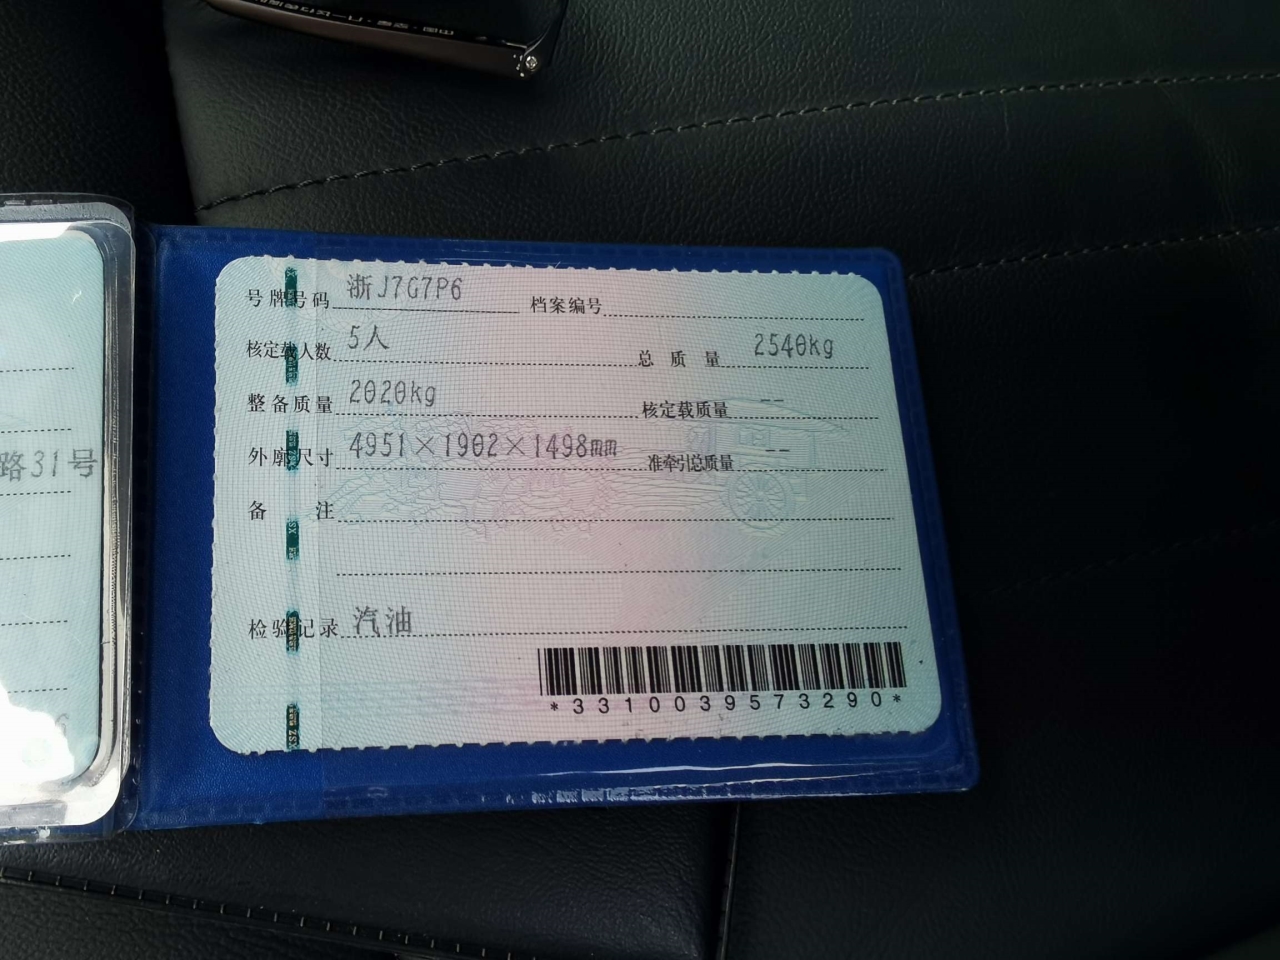 路31号
号牌号码 浙J7G7P6 档案编号
核定载人数 5人 总质量 2540kg
整备质量 2020kg 核定载质量 --
外廓尺寸 4951×1902×1498mm 准牵引总质量 --
备注
检验记录 汽油
*3310039573290*